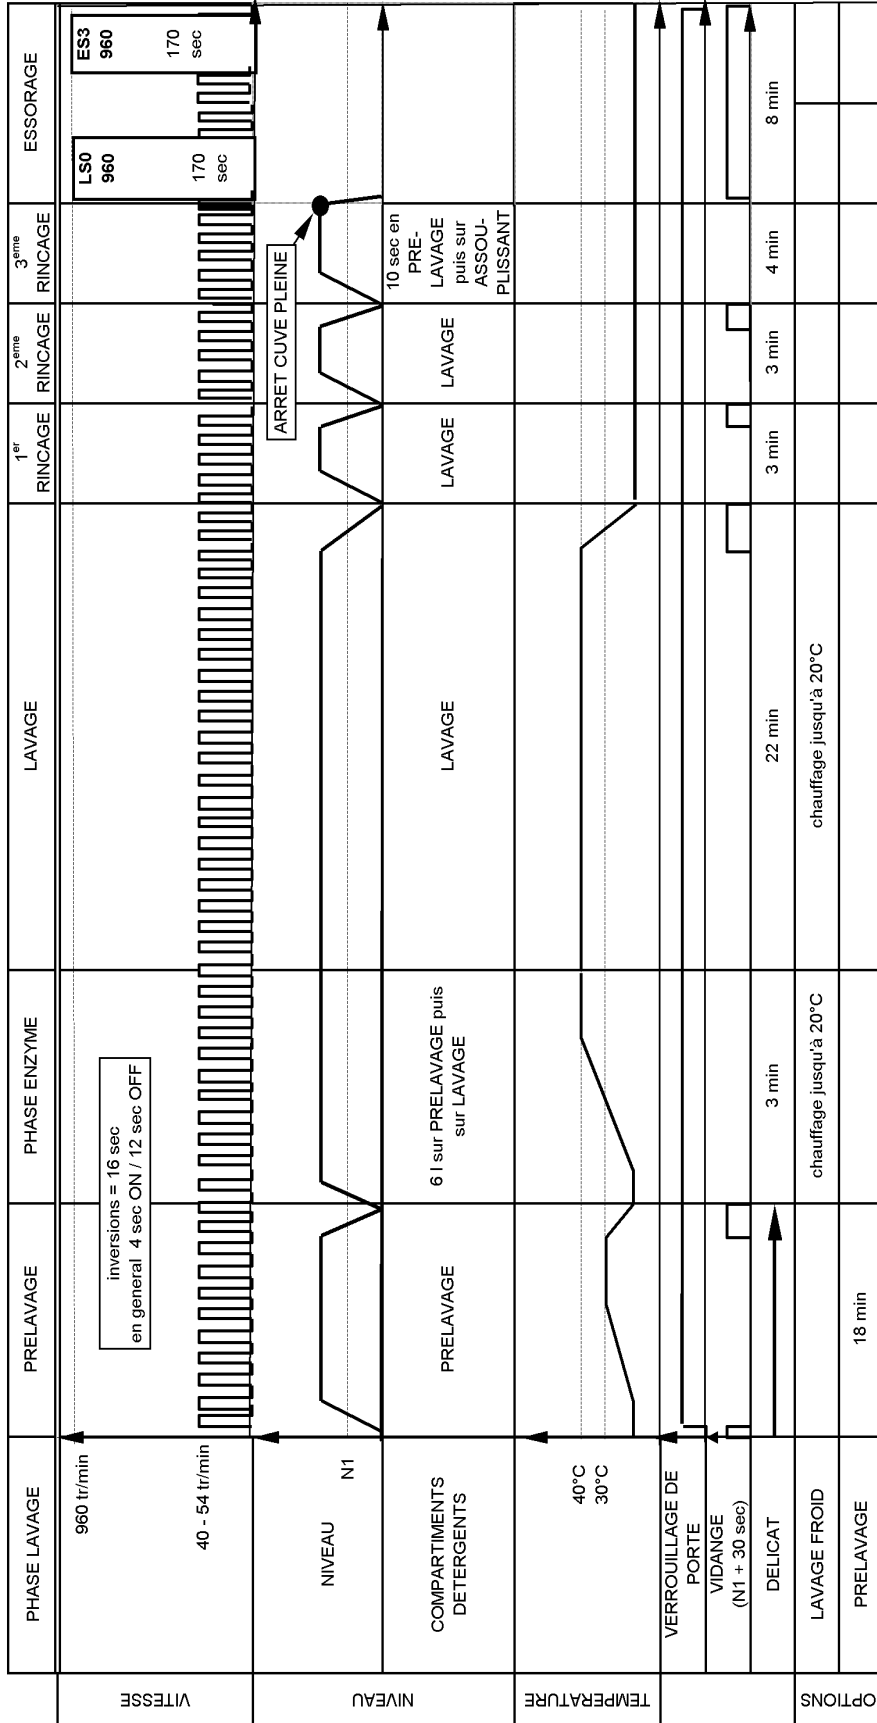 PHASE LAVAGE
PRELAVAGE
PHASE ENZYME
LAVAGE
1er
RINCAGE
2eme
RINCAGE
3eme
RINCAGE
ESSORAGE
VITESSE
960 tr/min
40 - 54 tr/min
inversions = 16 sec
en general 4 sec ON / 12 sec OFF
LS0
960
170
sec
ES3
960
170
sec
NIVEAU
NIVEAU
N1
ARRET CUVE PLEINE
COMPARTIMENTS
DETERGENTS
PRELAVAGE
6 l sur PRELAVAGE puis
sur LAVAGE
LAVAGE
LAVAGE
LAVAGE
10 sec en
PRE-
LAVAGE
puis sur
ASSOU-
PLISSANT
TEMPERATURE
40°C
30°C
VERROUILLAGE DE
PORTE
VIDANGE
(N1 + 30 sec)
DELICAT
3 min
22 min
3 min
3 min
4 min
8 min
OPTIONS
LAVAGE FROID
chauffage jusqu'à 20°C
chauffage jusqu'à 20°C
PRELAVAGE
18 min